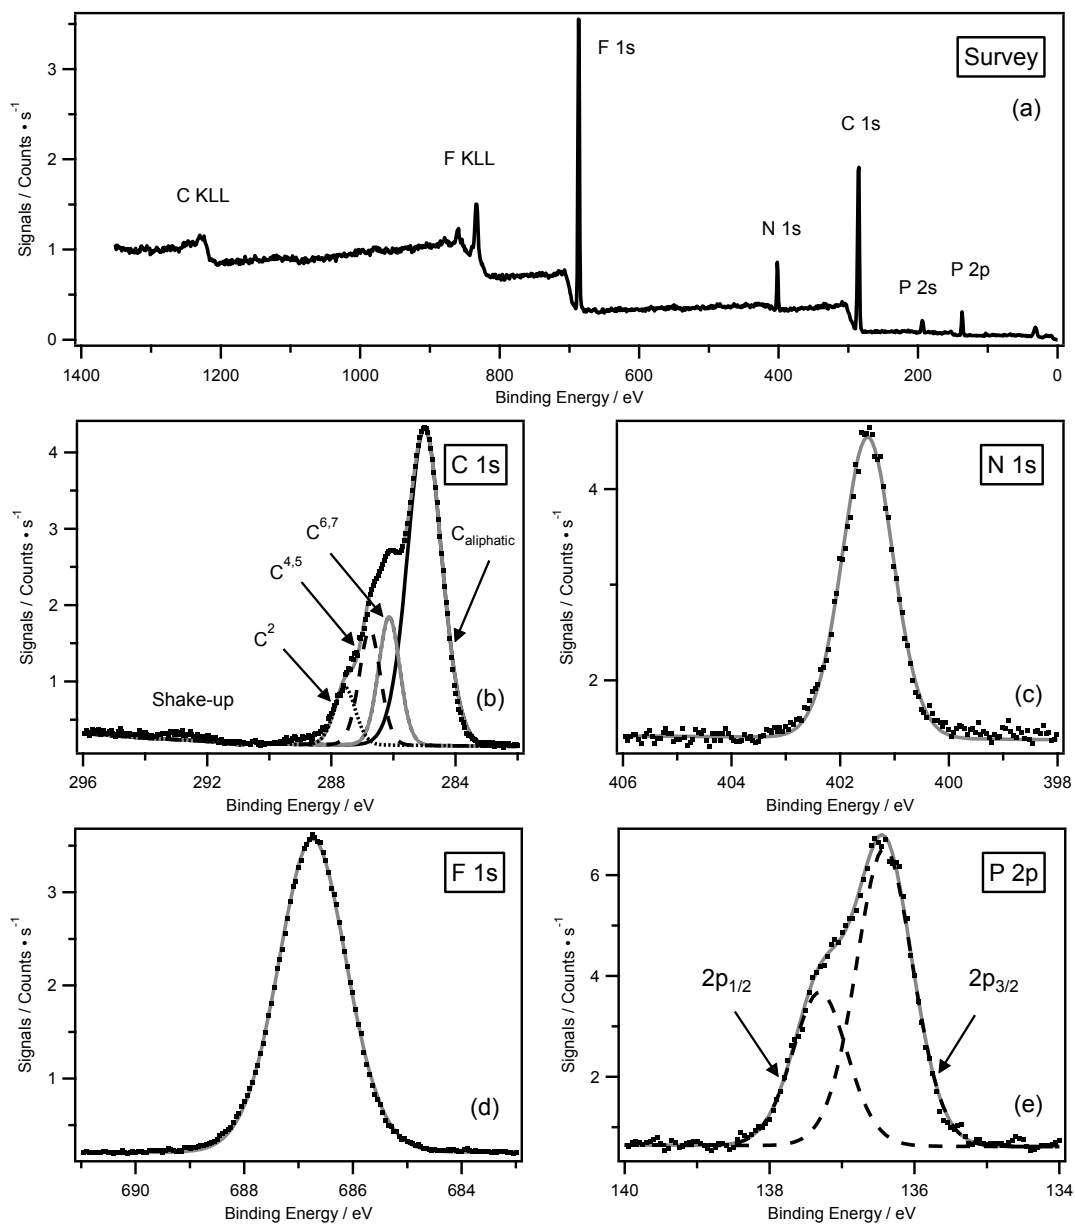 Survey
(a)
F 1s
C 1s
F KLL
C KLL
N 1s
P 2s
P 2p
Signals / Counts • s⁻¹
3
2
1
0
1400
1200
1000
800
600
400
200
0
Binding Energy / eV
C 1s
C⁶,⁷
C⁴,⁵
C²
C aliphatic
Shake-up
(b)
Signals / Counts • s⁻¹
4
3
2
1
296
292
288
284
Binding Energy / eV
N 1s
(c)
Signals / Counts • s⁻¹
4
2
406
404
402
400
398
Binding Energy / eV
F 1s
(d)
Signals / Counts • s⁻¹
3
2
1
690
688
686
684
Binding Energy / eV
P 2p
2p₁/₂
2p₃/₂
(e)
Signals / Counts • s⁻¹
6
4
2
140
138
136
134
Binding Energy / eV